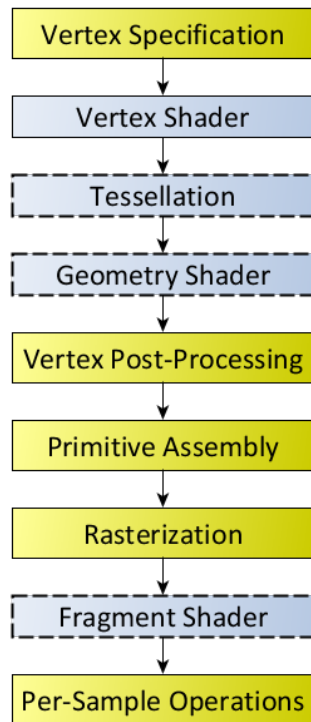 Vertex Specification
Vertex Shader
Tessellation
Geometry Shader
Vertex Post-Processing
Primitive Assembly
Rasterization
Fragment Shader
Per-Sample Operations